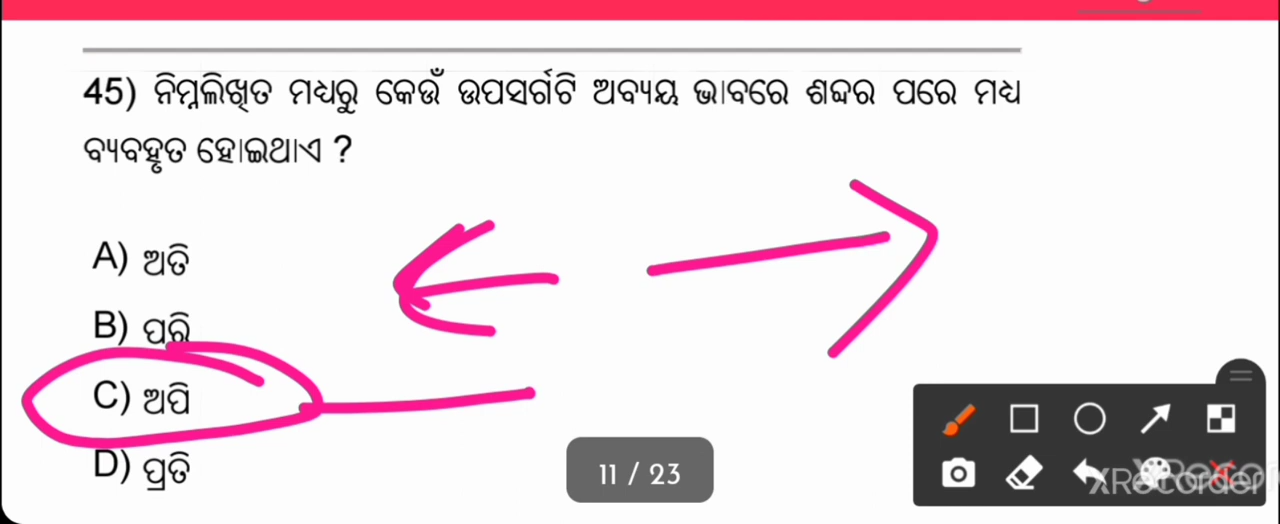 45) ନିମ୍ନଲିଖିତ ମଧ୍ୟରୁ କେଉଁ ଉପସର୍ଗଟି ଅବ୍ୟୟ ଭାବରେ ଶବ୍ଦର ପରେ ମଧ୍ୟ
ବ୍ୟବହୃତ ହୋଇଥାଏ ?
A) ଅତି
B) ପରି
C) ଅପି
D) ପ୍ରତି
11 / 23
XRecorder